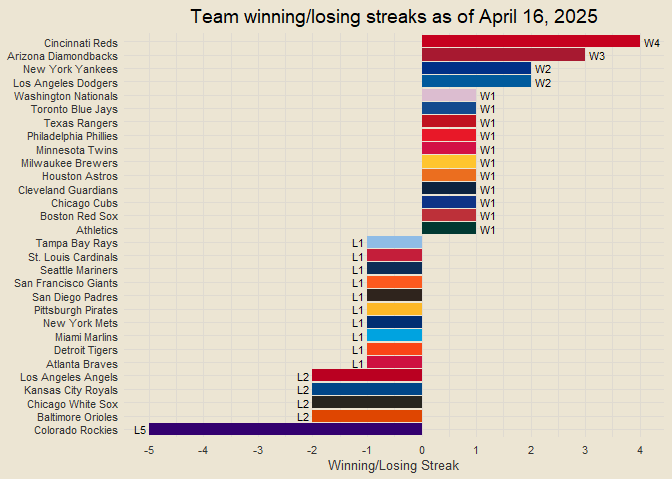 Team winning/losing streaks as of April 16, 2025
Cincinnati Reds W4
Arizona Diamondbacks W3
New York Yankees W2
Los Angeles Dodgers W2
Washington Nationals W1
Toronto Blue Jays W1
Texas Rangers W1
Philadelphia Phillies W1
Minnesota Twins W1
Milwaukee Brewers W1
Houston Astros W1
Cleveland Guardians W1
Chicago Cubs W1
Boston Red Sox W1
Athletics W1
Tampa Bay Rays L1
St. Louis Cardinals L1
Seattle Mariners L1
San Francisco Giants L1
San Diego Padres L1
Pittsburgh Pirates L1
New York Mets L1
Miami Marlins L1
Detroit Tigers L1
Atlanta Braves L1
Los Angeles Angels L2
Kansas City Royals L2
Chicago White Sox L2
Baltimore Orioles L2
Colorado Rockies L5
-5 -4 -3 -2 -1 0 1 2 3 4
Winning/Losing Streak